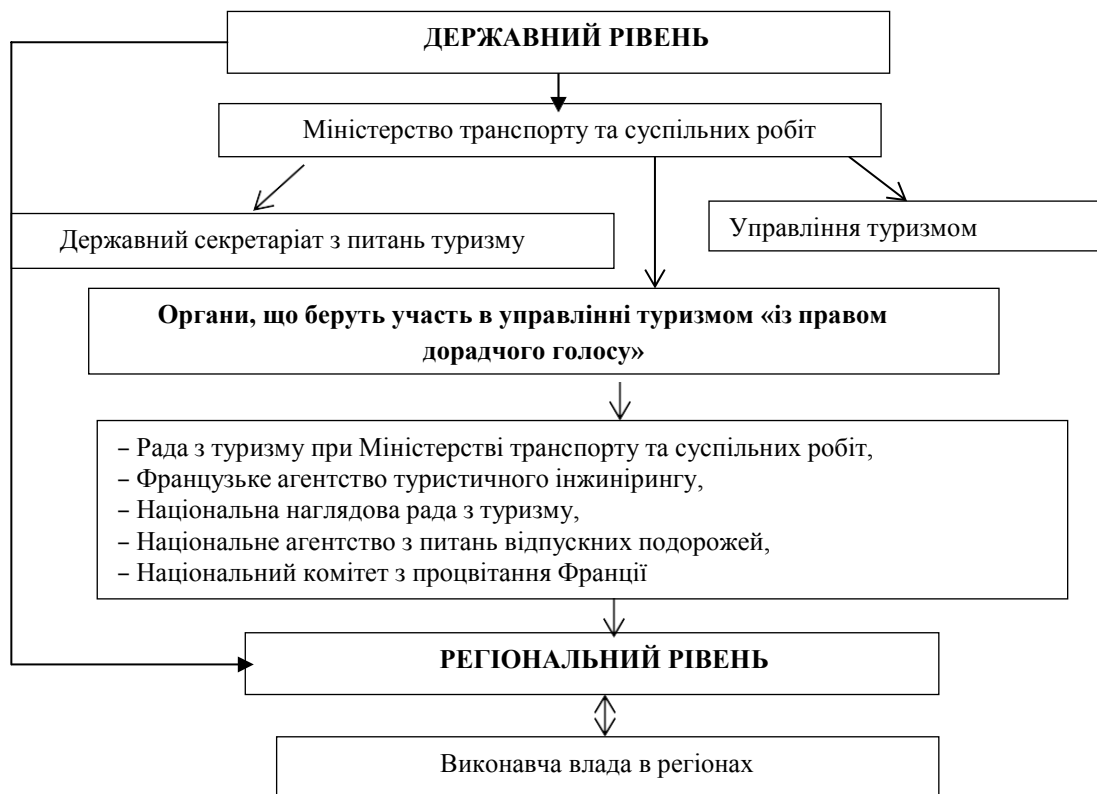 ДЕРЖАВНИЙ РІВЕНЬ
Міністерство транспорту та суспільних робіт
Державний секретаріат з питань туризму
Управління туризмом
Органи, що беруть участь в управлінні туризмом «із правом
дорадчого голосу»
– Рада з туризму при Міністерстві транспорту та суспільних робіт,
– Французьке агентство туристичного інжинірингу,
– Національна наглядова рада з туризму,
– Національне агентство з питань відпускних подорожей,
– Національний комітет з процвітання Франції
РЕГІОНАЛЬНИЙ РІВЕНЬ
Виконавча влада в регіонах